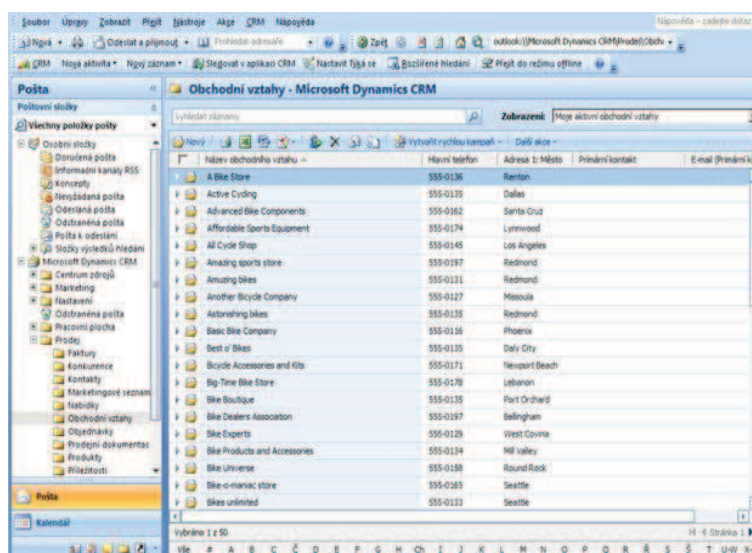 Soubor Úpravy Zobrazit Přejít Nástroje Akce CRM Nápověda
Nápověda - zadejte dotaz
Nový Odeslat a přijmout Prohledat adresáře Zpět outlook:\\Microsoft Dynamics CRM\Prodej\Obch
CRM Nová aktivita Nový záznam Sledovat v aplikaci CRM Nastavit Týká se Rozšířené hledání Přejít do režimu offline
Pošta «
Obchodní vztahy - Microsoft Dynamics CRM
Poštovní složky
Vyhledat záznamy
Zobrazení: Moje aktivní obchodní vztahy
Všechny položky pošty
Nový Vytvořit rychlou kampaň Další akce
Název obchodního vztahu Hlavní telefon Adresa 1: Město Primární kontakt E-mail (Primární k
Osobní složky
Doručená pošta
Informační kanály RSS
Koncepty
Nevyžádaná pošta
Odeslaná pošta
Odstraněná pošta
Pošta k odeslání
Složky výsledků hledání
Microsoft Dynamics CRM
Centrum zdrojů
Marketing
Nastavení
Odstraněná pošta
Pracovní plocha
Prodej
Faktury
Konkurence
Kontakty
Marketingové seznam
Nabídky
Obchodní vztahy
Objednávky
Prodejní dokumentac
Produkty
Příležitosti
Pošta
Kalendář
A Bike Store 555-0136 Renton
Active Cycling 555-0135 Dallas
Advanced Bike Components 555-0162 Santa Cruz
Affordable Sports Equipment 555-0174 Lynnwood
All Cycle Shop 555-0145 Los Angeles
Amazing sports store 555-0197 Redmond
Amuzing bikes 555-0131 Redmond
Another Bicycle Company 555-0127 Missoula
Astonishing bikes 555-0135 Redmond
Basic Bike Company 555-0116 Phoenix
Best o' Bikes 555-0135 Daly City
Bicycle Accessories and Kits 555-0171 Newport Beach
Big-Time Bike Store 555-0178 Lebanon
Bike Boutique 555-0135 Port Orchard
Bike Dealers Association 555-0197 Bellingham
Bike Experts 555-0129 West Covina
Bike Products and Accessories 555-0134 Mill Valley
Bike Universe 555-0188 Round Rock
Bike-o-maniac store 555-0165 Seattle
Bikes unlimited 555-0133 Seattle
Vybráno 1 z 50
Stránka 1
Vše # A B C Č D E F G H Ch I J K L M N O P Q R Ř S Š T U-W